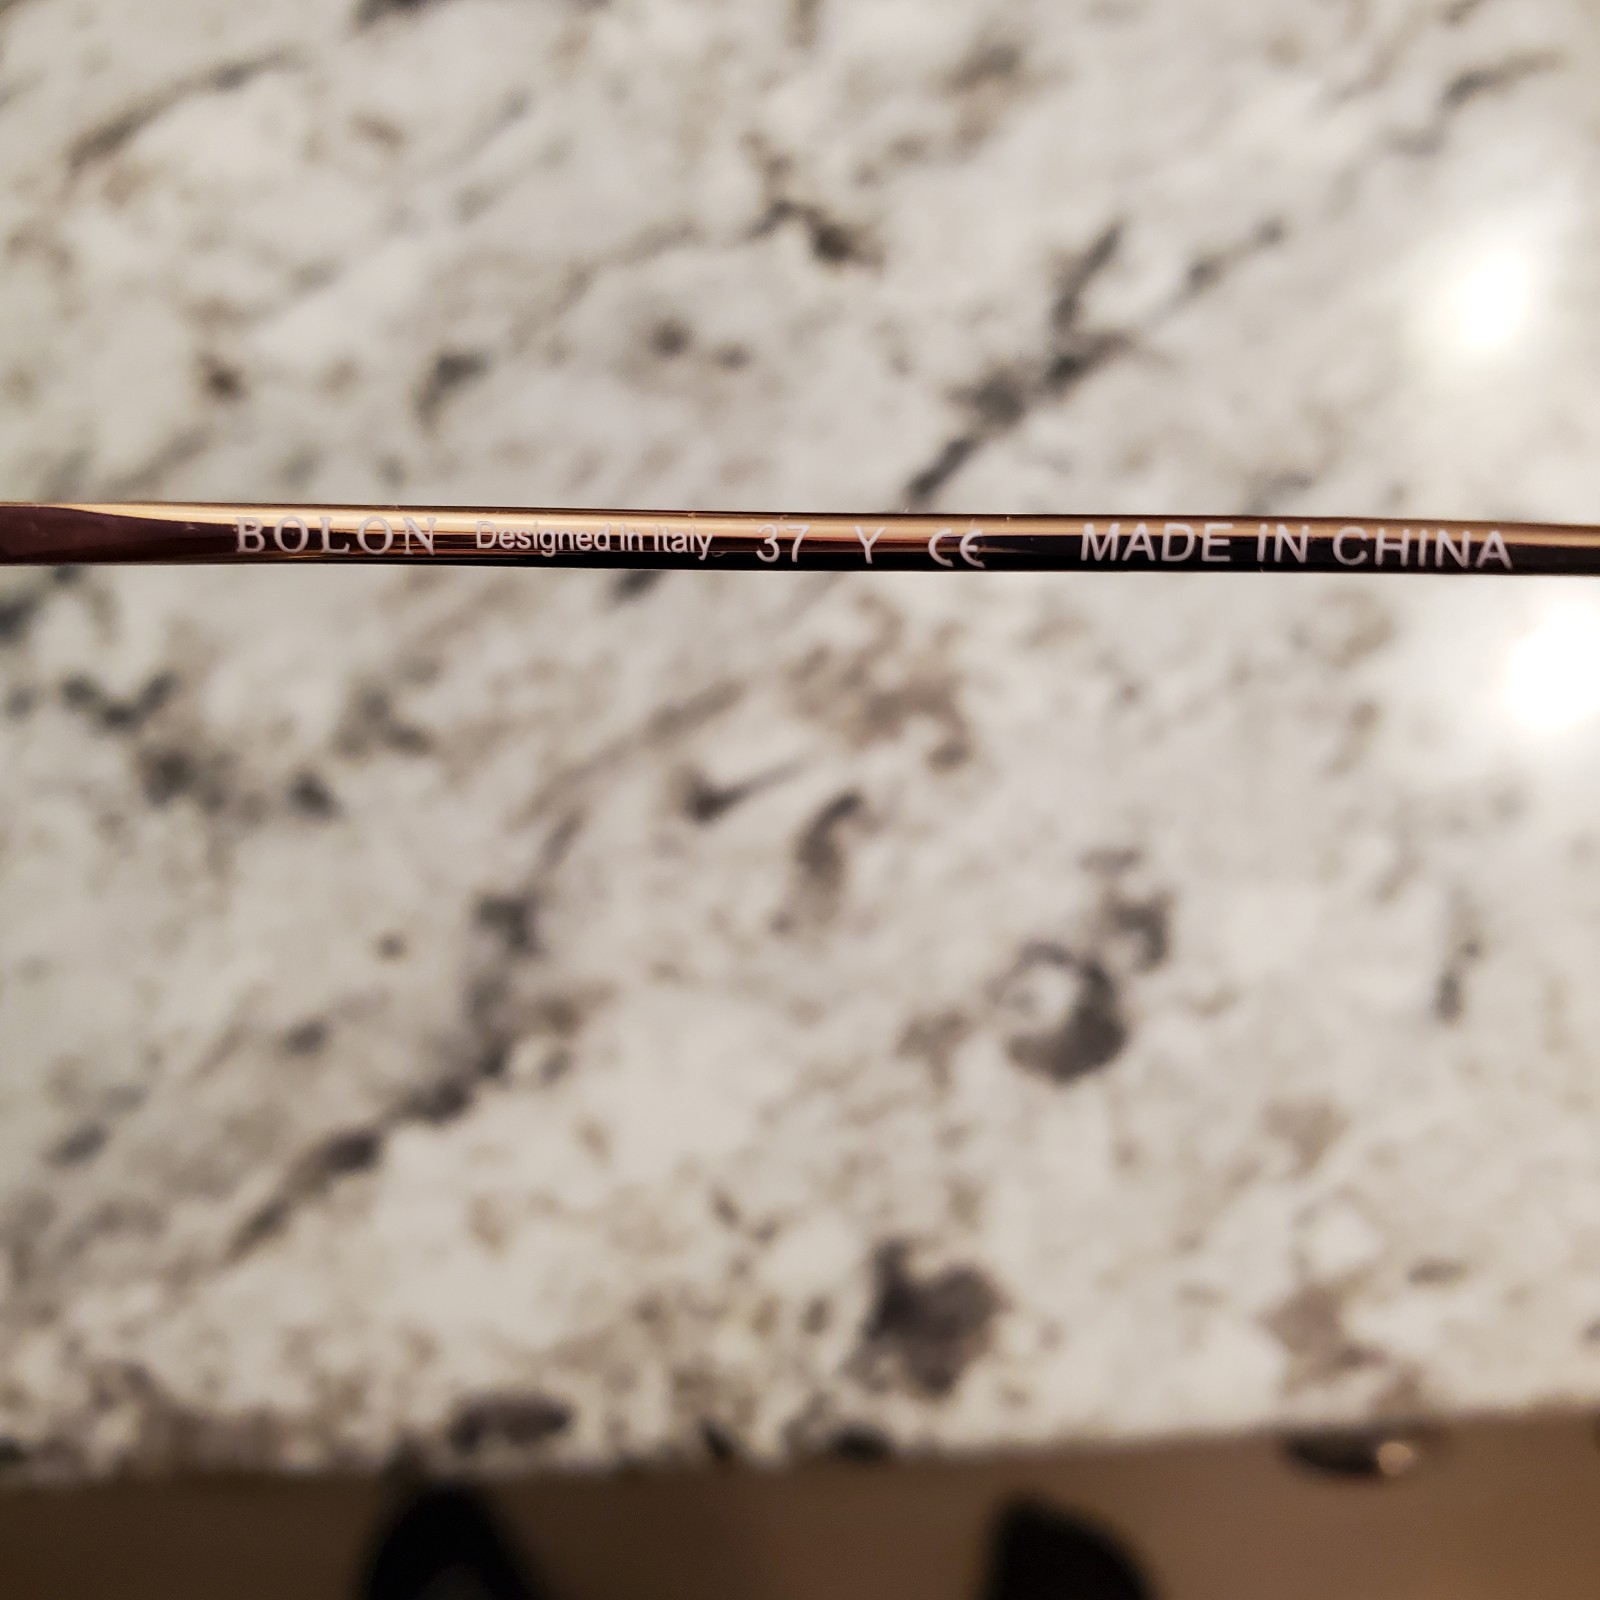 BOLON Designed in Italy 37 Y CE MADE IN CHINA